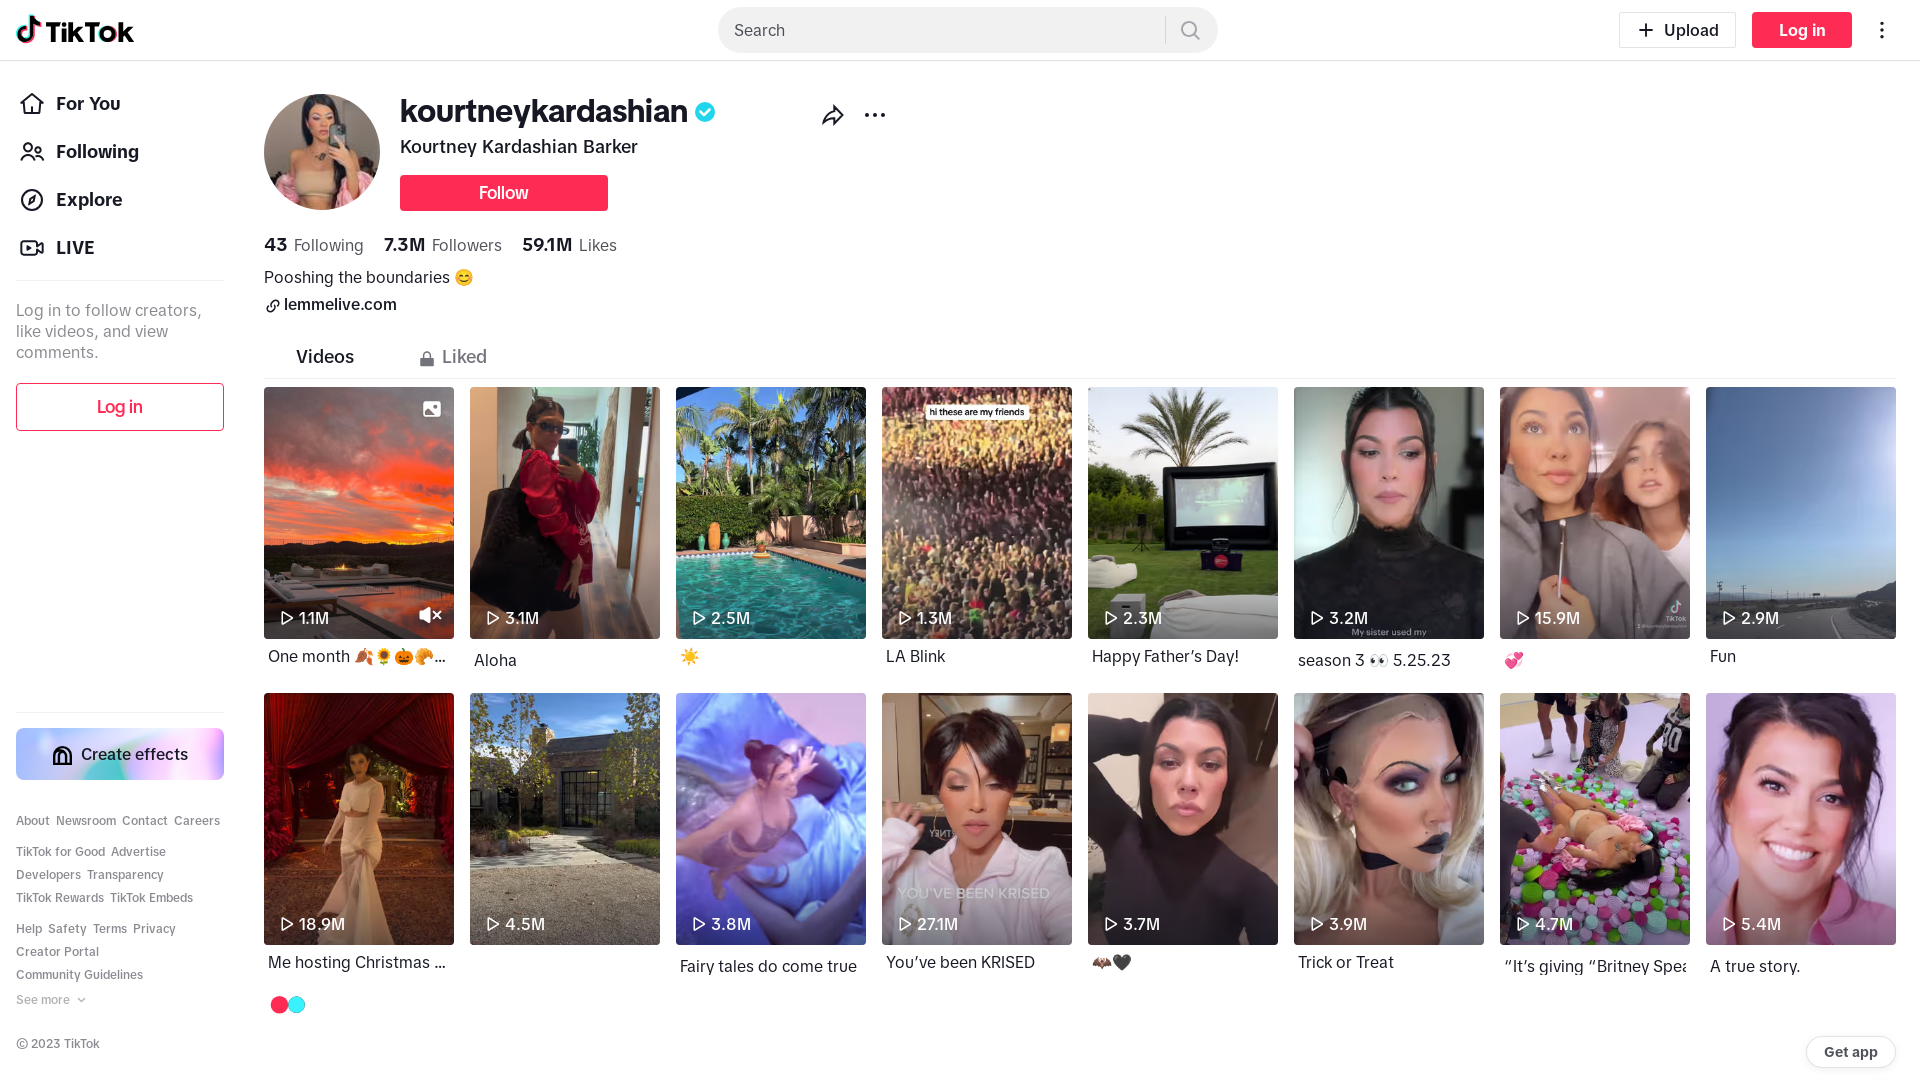 TikTok
Search
Upload
Log in
For You
Following
Explore
LIVE
Log in to follow creators,
like videos, and view
comments.
Log in
Create effects
About Newsroom Contact Careers
TikTok for Good Advertise
Developers Transparency
TikTok Rewards TikTok Embeds
Help Safety Terms Privacy
Creator Portal
Community Guidelines
See more
© 2023 TikTok
kourtneykardashian
Kourtney Kardashian Barker
Follow
43 Following 7.3M Followers 59.1M Likes
Pooshing the boundaries 😊
lemmelive.com
Videos
Liked
1.1M
One month 🍂🌻🎃🥐...
3.1M
Aloha
2.5M
☀️
hi these are my friends
1.3M
LA Blink
2.3M
Happy Father’s Day!
My sister used my
3.2M
season 3 👀 5.25.23
TikTok
15.9M
💞
2.9M
Fun
18.9M
Me hosting Christmas ...
4.5M
3.8M
Fairy tales do come true
YOU'VE BEEN KRISED
27.1M
You’ve been KRISED
3.7M
🦇🖤
3.9M
Trick or Treat
4.7M
“It’s giving “Britney Spea
5.4M
A true story.
Get app